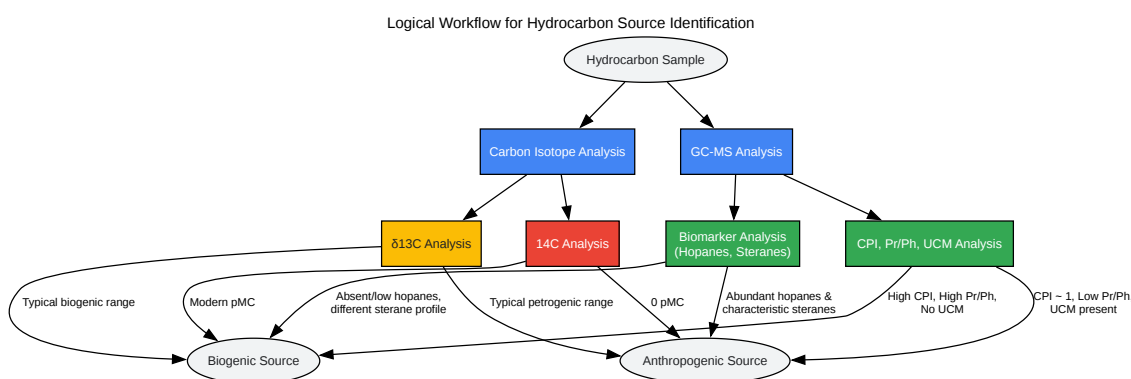 Logical Workflow for Hydrocarbon Source Identification
Hydrocarbon Sample
Carbon Isotope Analysis
GC-MS Analysis
δ13C Analysis
14C Analysis
Biomarker Analysis
(Hopanes, Steranes)
CPI, Pr/Ph, UCM Analysis
Typical biogenic range
Modern pMC
Absent/low hopanes,
different sterane profile
Typical petrogenic range
0 pMC
Abundant hopanes &
characteristic steranes
High CPI, High Pr/Ph,
No UCM
CPI ~ 1, Low Pr/Ph
UCM present
Biogenic Source
Anthropogenic Source